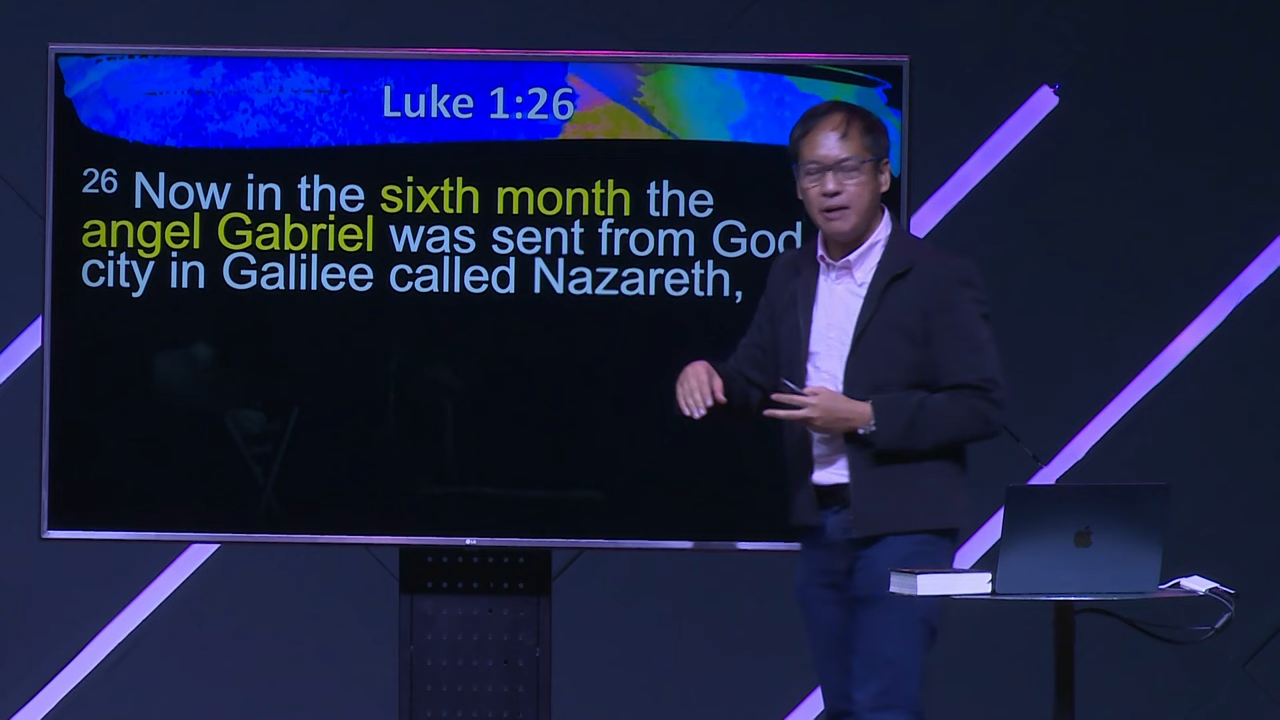 Luke 1:26
26 Now in the sixth month the
angel Gabriel was sent from God
city in Galilee called Nazareth,
LG